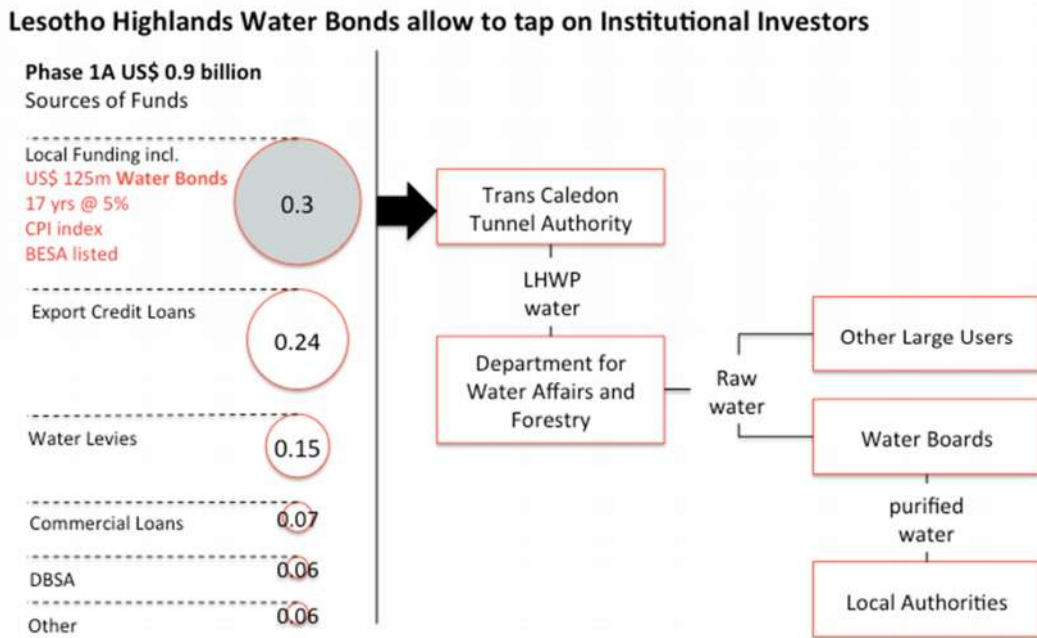 Lesotho Highlands Water Bonds allow to tap on Institutional Investors
Phase 1A US$ 0.9 billion
Sources of Funds
Local Funding incl.
US$ 125m Water Bonds
17 yrs @ 5%
CPI index
BESA listed
0.3
Export Credit Loans
0.24
Water Levies
0.15
Commercial Loans
0.07
DBSA
0.06
Other
0.06
Trans Caledon
Tunnel Authority
LHWP
water
Department for
Water Affairs and
Forestry
Raw
water
Other Large Users
Water Boards
purified
water
Local Authorities